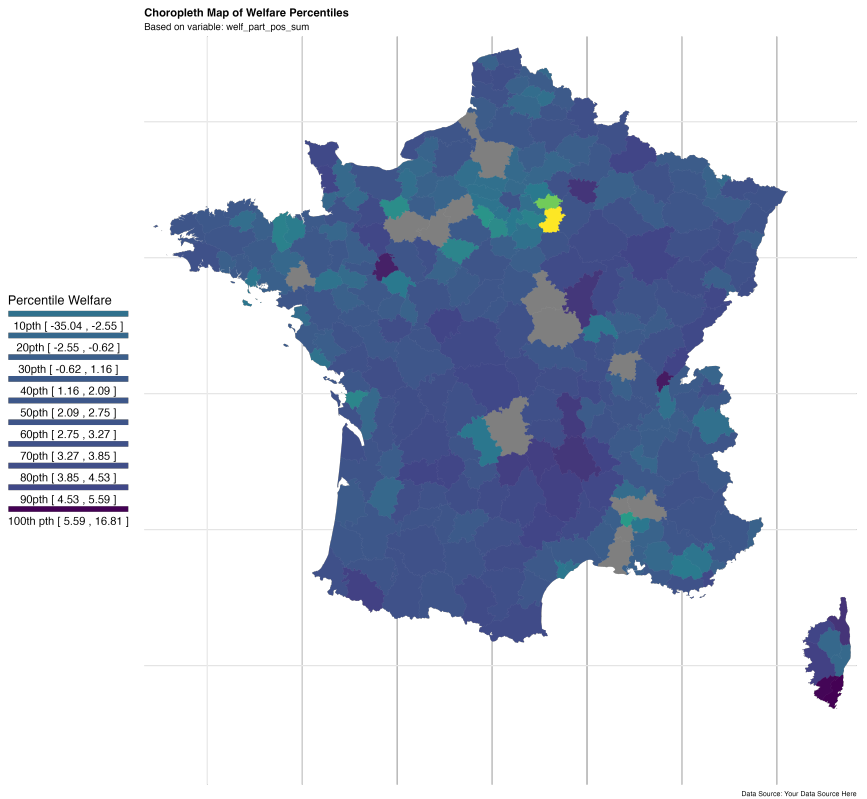 Choropleth Map of Welfare Percentiles
Based on variable: welf_part_pos_sum
Percentile Welfare
10pth [ -35.04 , -2.55 ]
20pth [ -2.55 , -0.62 ]
30pth [ -0.62 , 1.16 ]
40pth [ 1.16 , 2.09 ]
50pth [ 2.09 , 2.75 ]
60pth [ 2.75 , 3.27 ]
70pth [ 3.27 , 3.85 ]
80pth [ 3.85 , 4.53 ]
90pth [ 4.53 , 5.59 ]
100th pth [ 5.59 , 16.81 ]
Data Source: Your Data Source Here